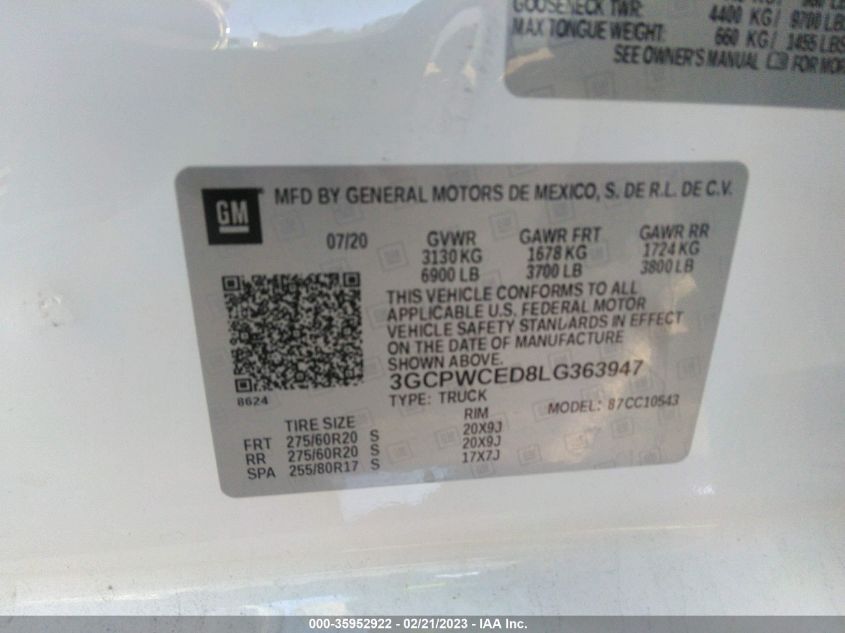 GOOSENECK TWR: 4400 KG/ 9700 LBS
MAX TONGUE WEIGHT: 660 KG/ 1455 LBS
SEE OWNER'S MANUAL FOR MOR
GM
MFD BY GENERAL MOTORS DE MEXICO, S. DE R.L. DE C.V.
07/20 GVWR GAWR FRT GAWR RR
3130 KG 1678 KG 1724 KG
6900 LB 3700 LB 3800 LB
THIS VEHICLE CONFORMS TO ALL
APPLICABLE U.S. FEDERAL MOTOR
VEHICLE SAFETY STANDARDS IN EFFECT
ON THE DATE OF MANUFACTURE
SHOWN ABOVE.
3GCPWCED8LG363947
8624
TYPE: TRUCK MODEL: 87CC10543
TIRE SIZE RIM
FRT 275/60R20 S 20X9J
RR 275/60R20 S 20X9J
SPA 255/80R17 S 17X7J
000-35952922 - 02/21/2023 - IAA Inc.